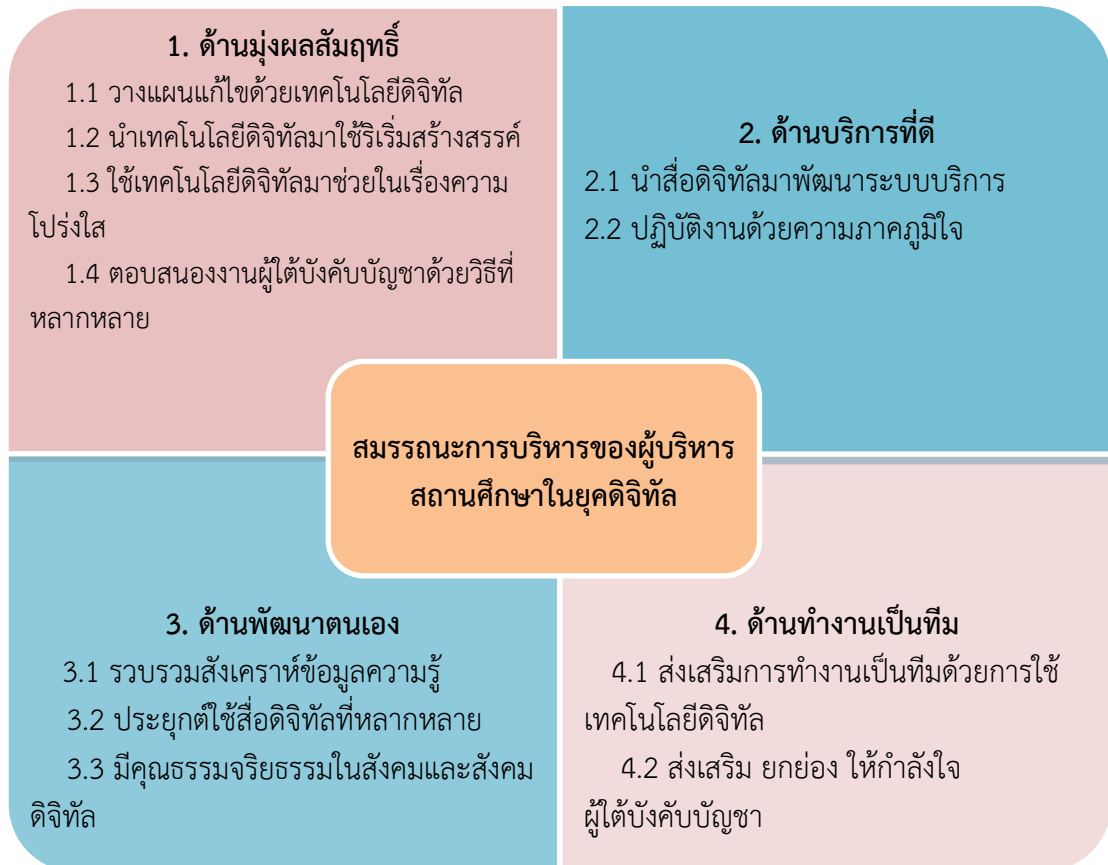 1. ด้านมุ่งผลสัมฤทธิ์
1.1 วางแผนแก้ไขด้วยเทคโนโลยีดิจิทัล
1.2 นำเทคโนโลยีดิจิทัลมาใช้ริเริ่มสร้างสรรค์
1.3 ใช้เทคโนโลยีดิจิทัลมาช่วยในเรื่องความ
โปร่งใส
1.4 ตอบสนองงานผู้ใต้บังคับบัญชาด้วยวิธีที่
หลากหลาย
2. ด้านบริการที่ดี
2.1 นำสื่อดิจิทัลมาพัฒนาระบบบริการ
2.2 ปฏิบัติงานด้วยความภาคภูมิใจ
สมรรถนะการบริหารของผู้บริหาร
สถานศึกษาในยุคดิจิทัล
3. ด้านพัฒนาตนเอง
3.1 รวบรวมสังเคราห์ข้อมูลความรู้
3.2 ประยุกต์ใช้สื่อดิจิทัลที่หลากหลาย
3.3 มีคุณธรรมจริยธรรมในสังคมและสังคม
ดิจิทัล
4. ด้านทำงานเป็นทีม
4.1 ส่งเสริมการทำงานเป็นทีมด้วยการใช้
เทคโนโลยีดิจิทัล
4.2 ส่งเสริม ยกย่อง ให้กำลังใจ
ผู้ใต้บังคับบัญชา